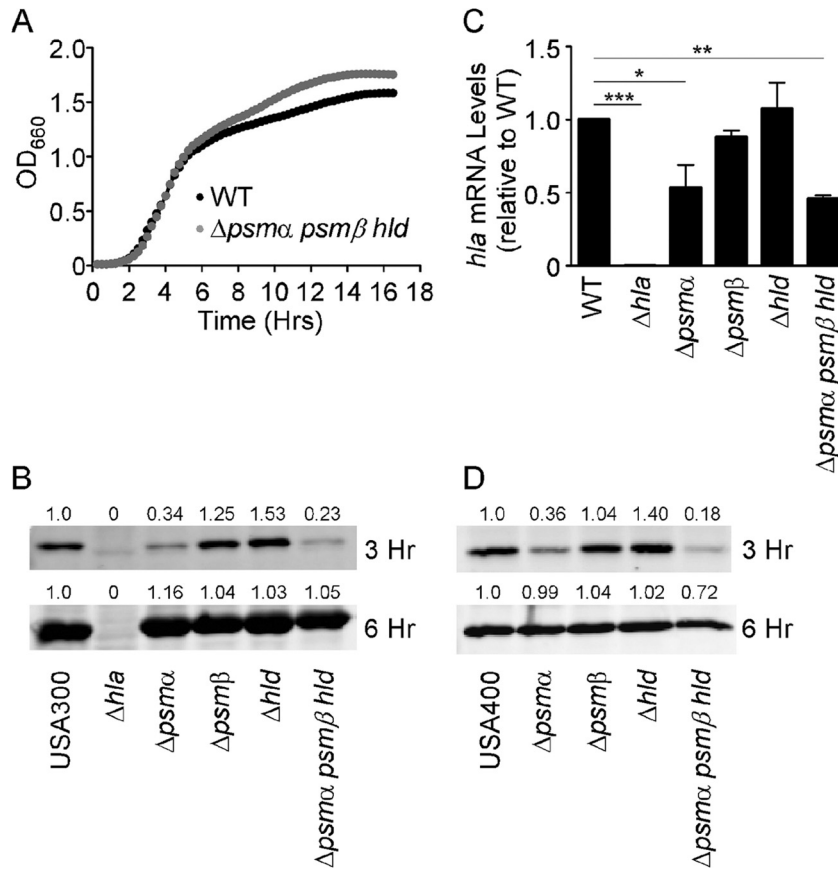 A
2.0
1.5
1.0
0.5
0
OD660
WT
Δpsmα psmβ hld
0 2 4 6 8 10 12 14 16 18
Time (Hrs)
C
1.5
1.0
0.5
0.0
hla mRNA Levels
(relative to WT)
**
*
***
WT
Δhla
Δpsmα
Δpsmβ
Δhld
Δpsmα psmβ hld
B
1.0 0 0.34 1.25 1.53 0.23
3 Hr
1.0 0 1.16 1.04 1.03 1.05
6 Hr
USA300
Δhla
Δpsmα
Δpsmβ
Δhld
Δpsmα psmβ hld
D
1.0 0.36 1.04 1.40 0.18
3 Hr
1.0 0.99 1.04 1.02 0.72
6 Hr
USA400
Δpsmα
Δpsmβ
Δhld
Δpsmα psmβ hld